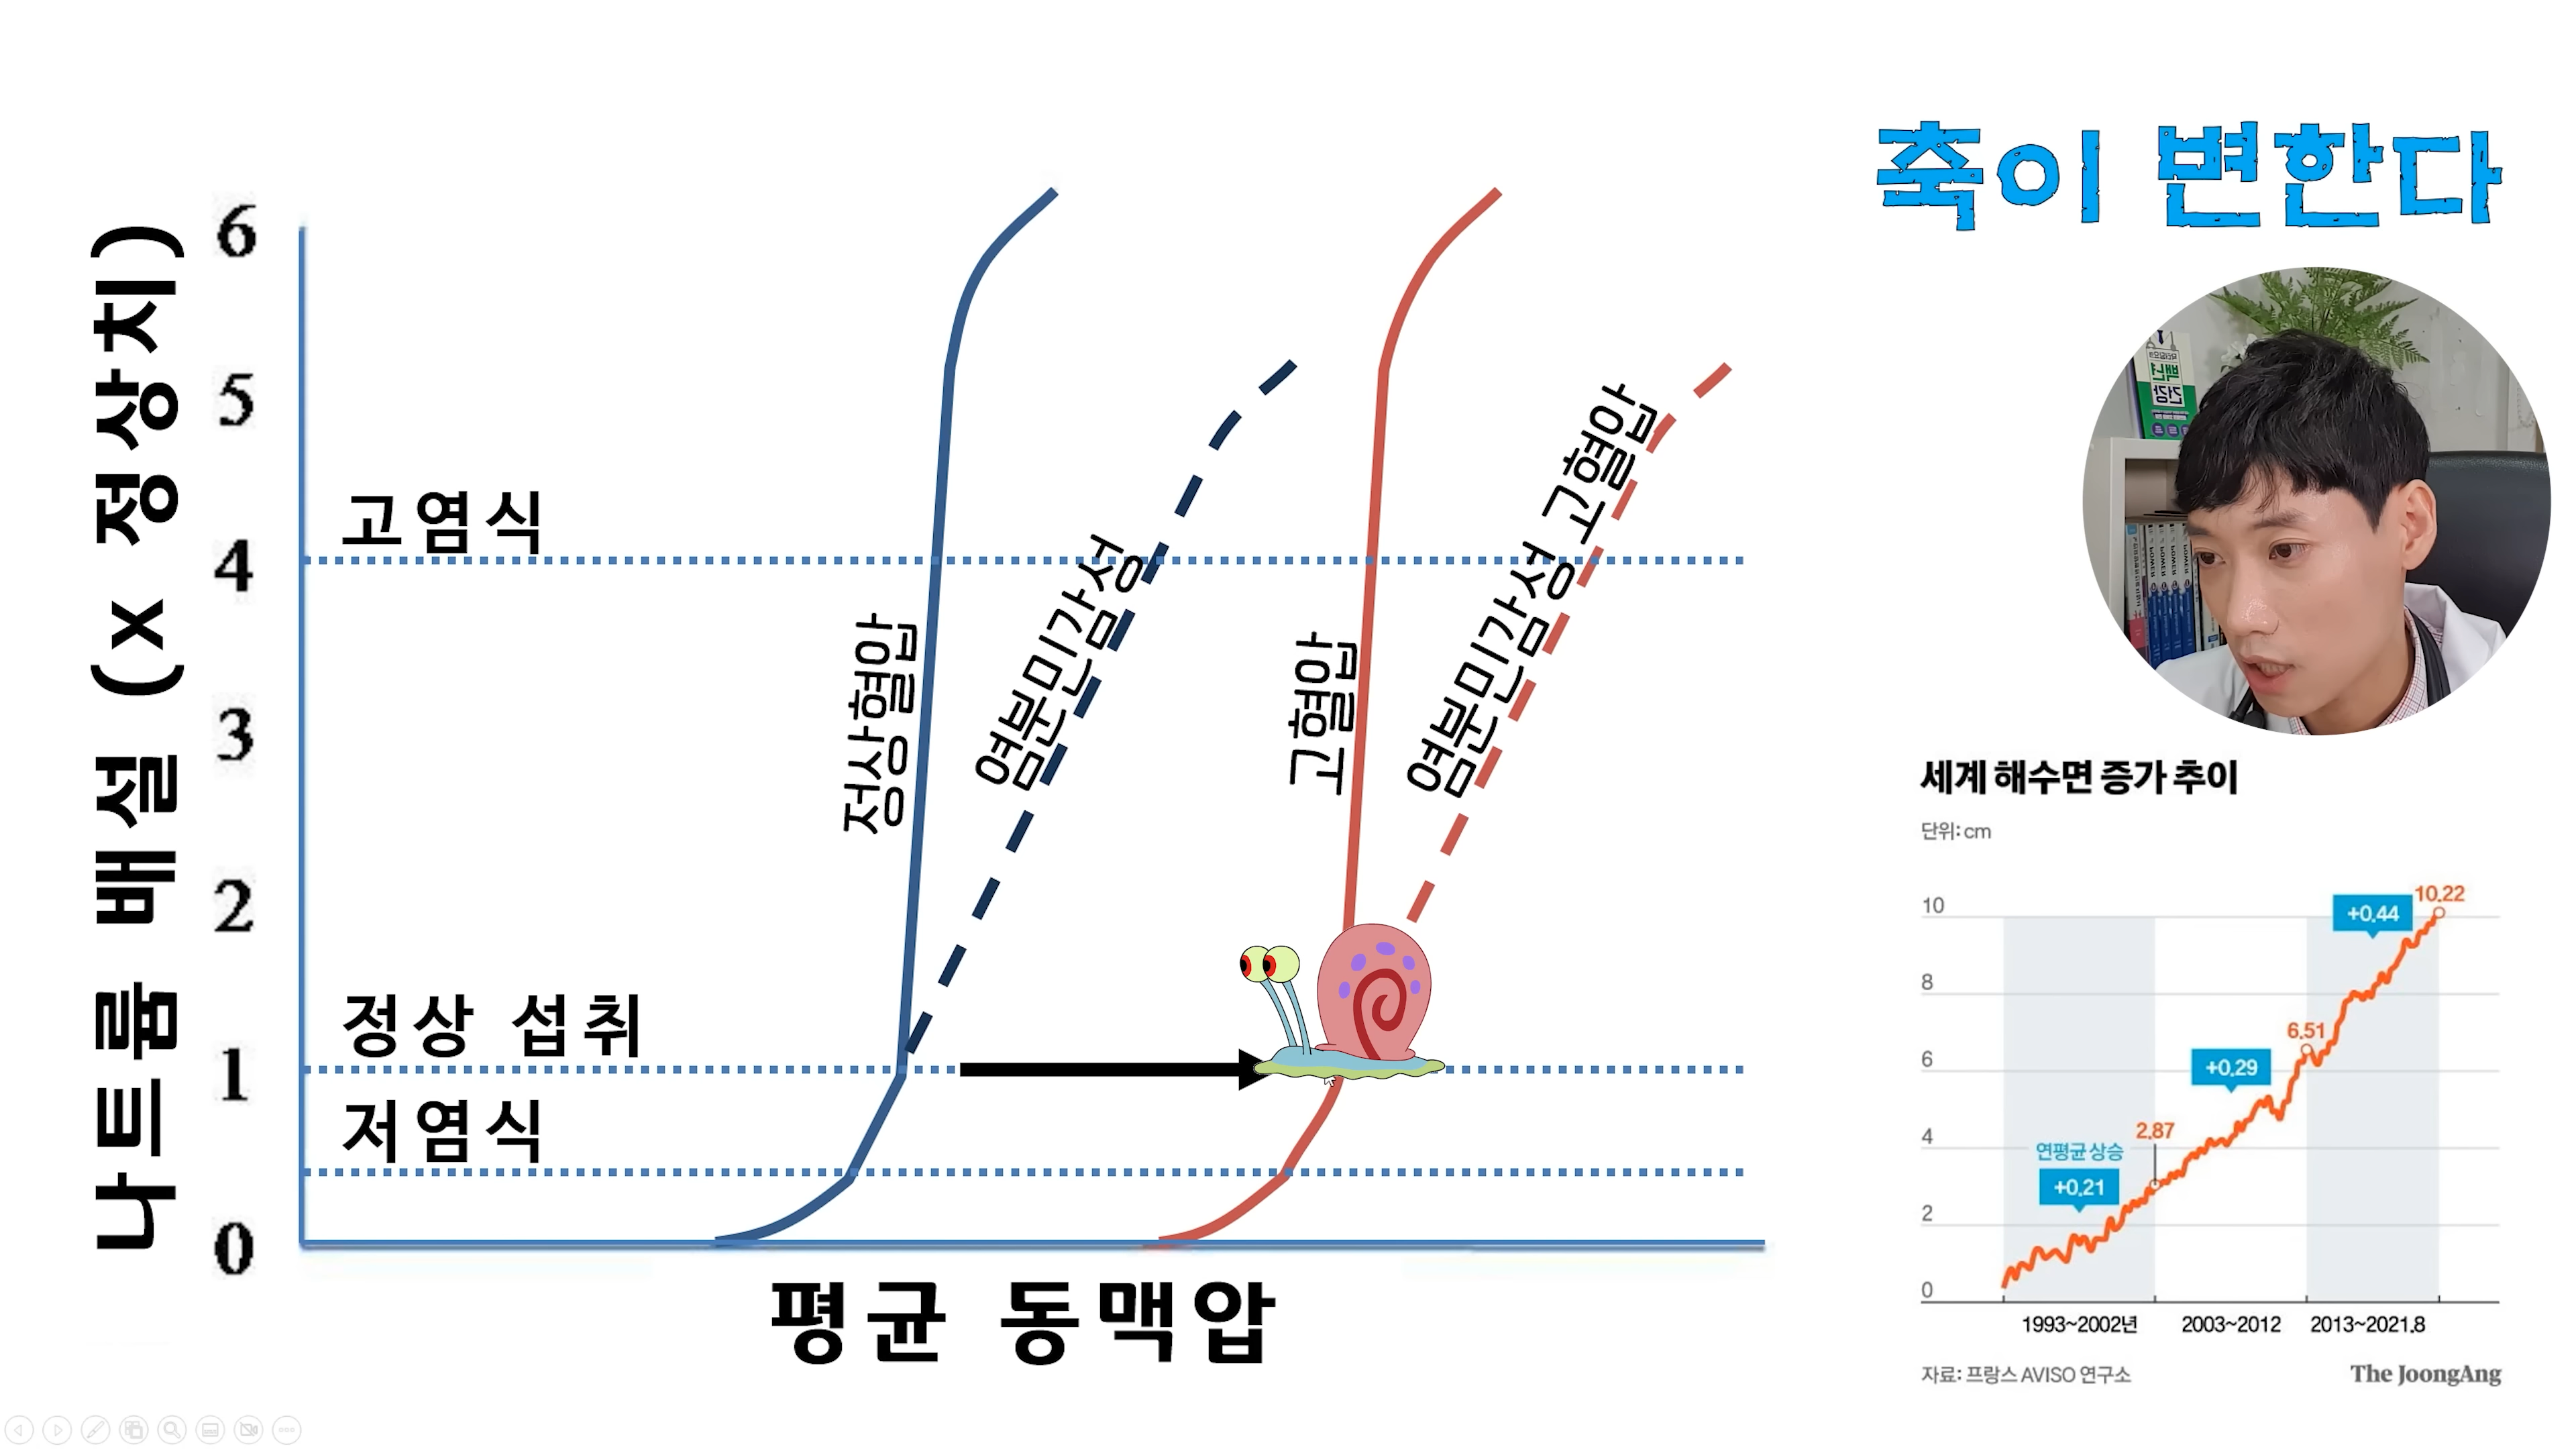 축이 변한다
나트륨 배설 (x 정상치)
6
5
4
3
2
1
0
고염식
정상 섭취
저염식
정상혈압
염분민감성
고혈압
염분민감성 고혈압
평균 동맥압
세계 해수면 증가 추이
단위: cm
10
8
6
4
2
0
10.22
+0.44
6.51
+0.29
2.87
연평균 상승
+0.21
1993~2002년
2003~2012
2013~2021.8
자료: 프랑스 AVISO 연구소
The JoongAng